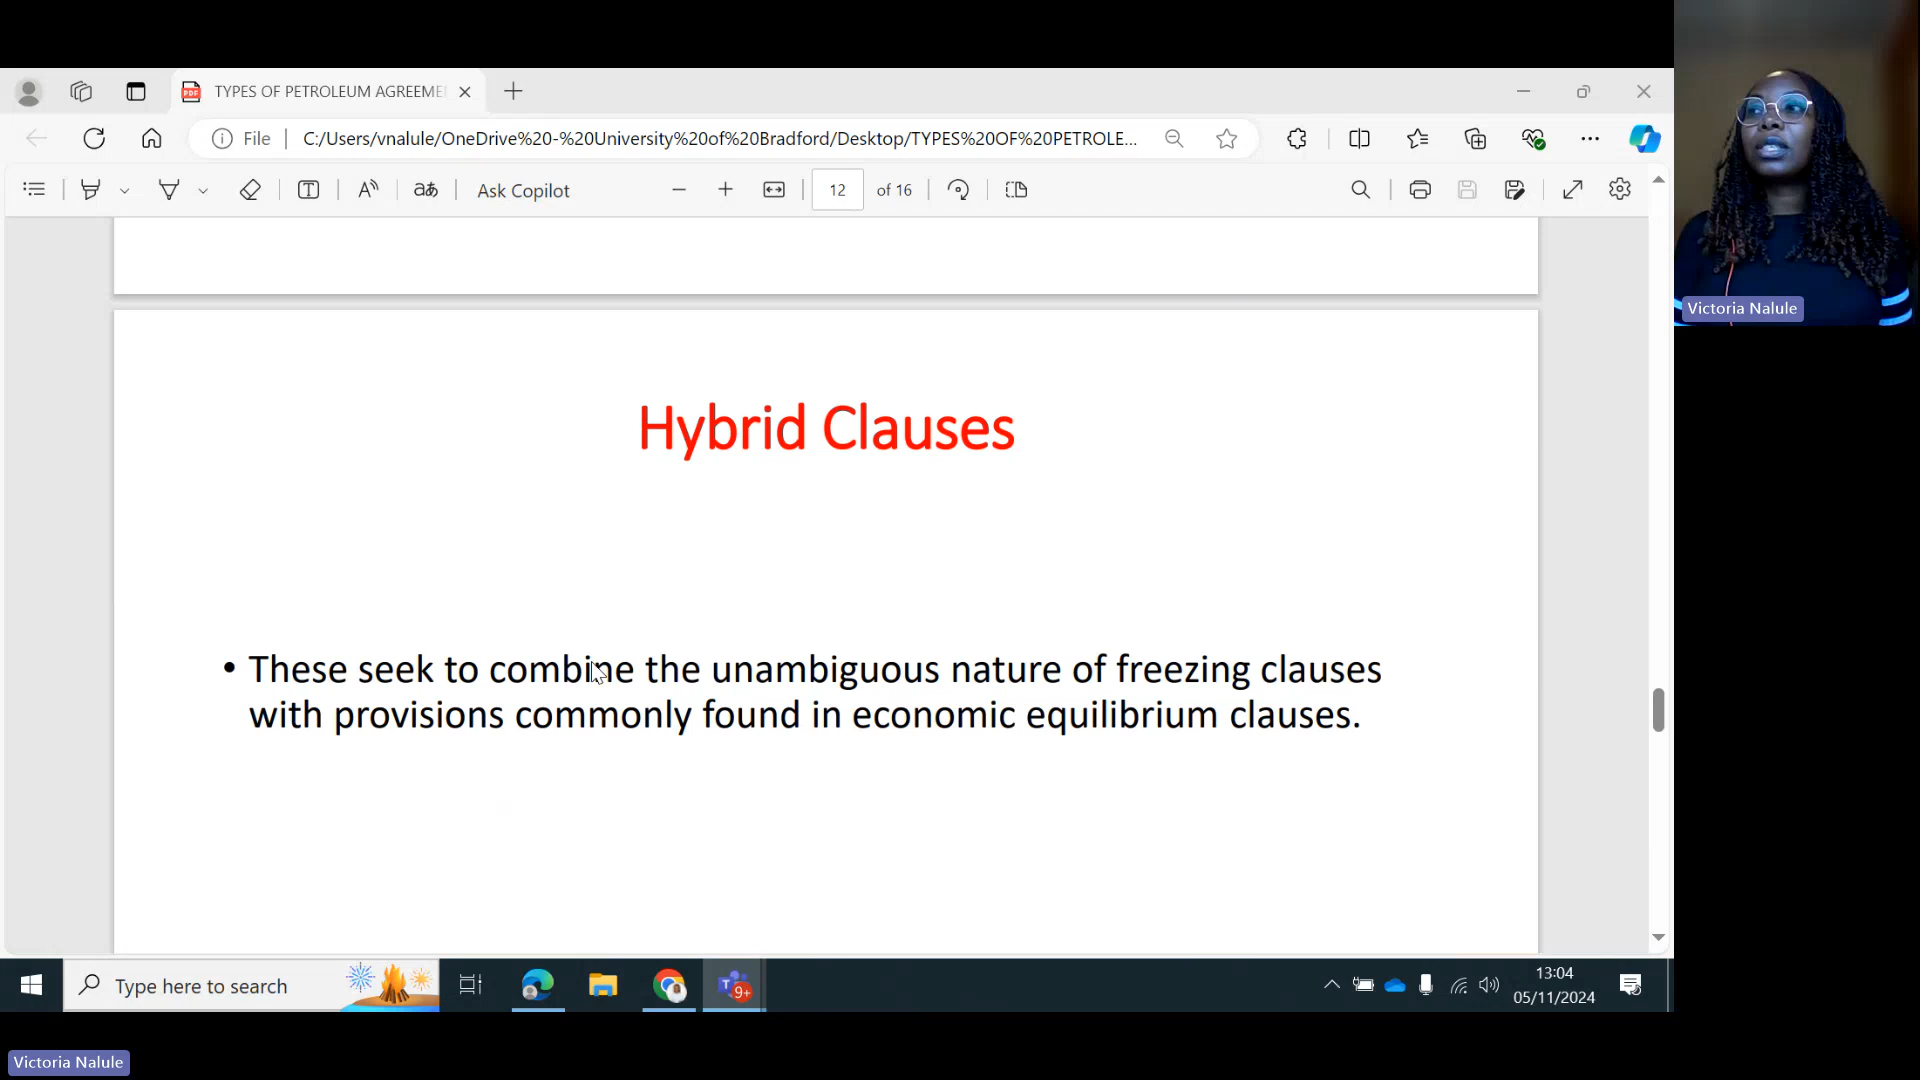 TYPES OF PETROLEUM AGREEME
File
C:/Users/vnalule/OneDrive%20-%20University%20of%20Bradford/Desktop/TYPES%20OF%20PETROLE...
Ask Copilot
12 of 16
Hybrid Clauses
• These seek to combine the unambiguous nature of freezing clauses
with provisions commonly found in economic equilibrium clauses.
Victoria Nalule
Type here to search
9+
13:04
05/11/2024
Victoria Nalule